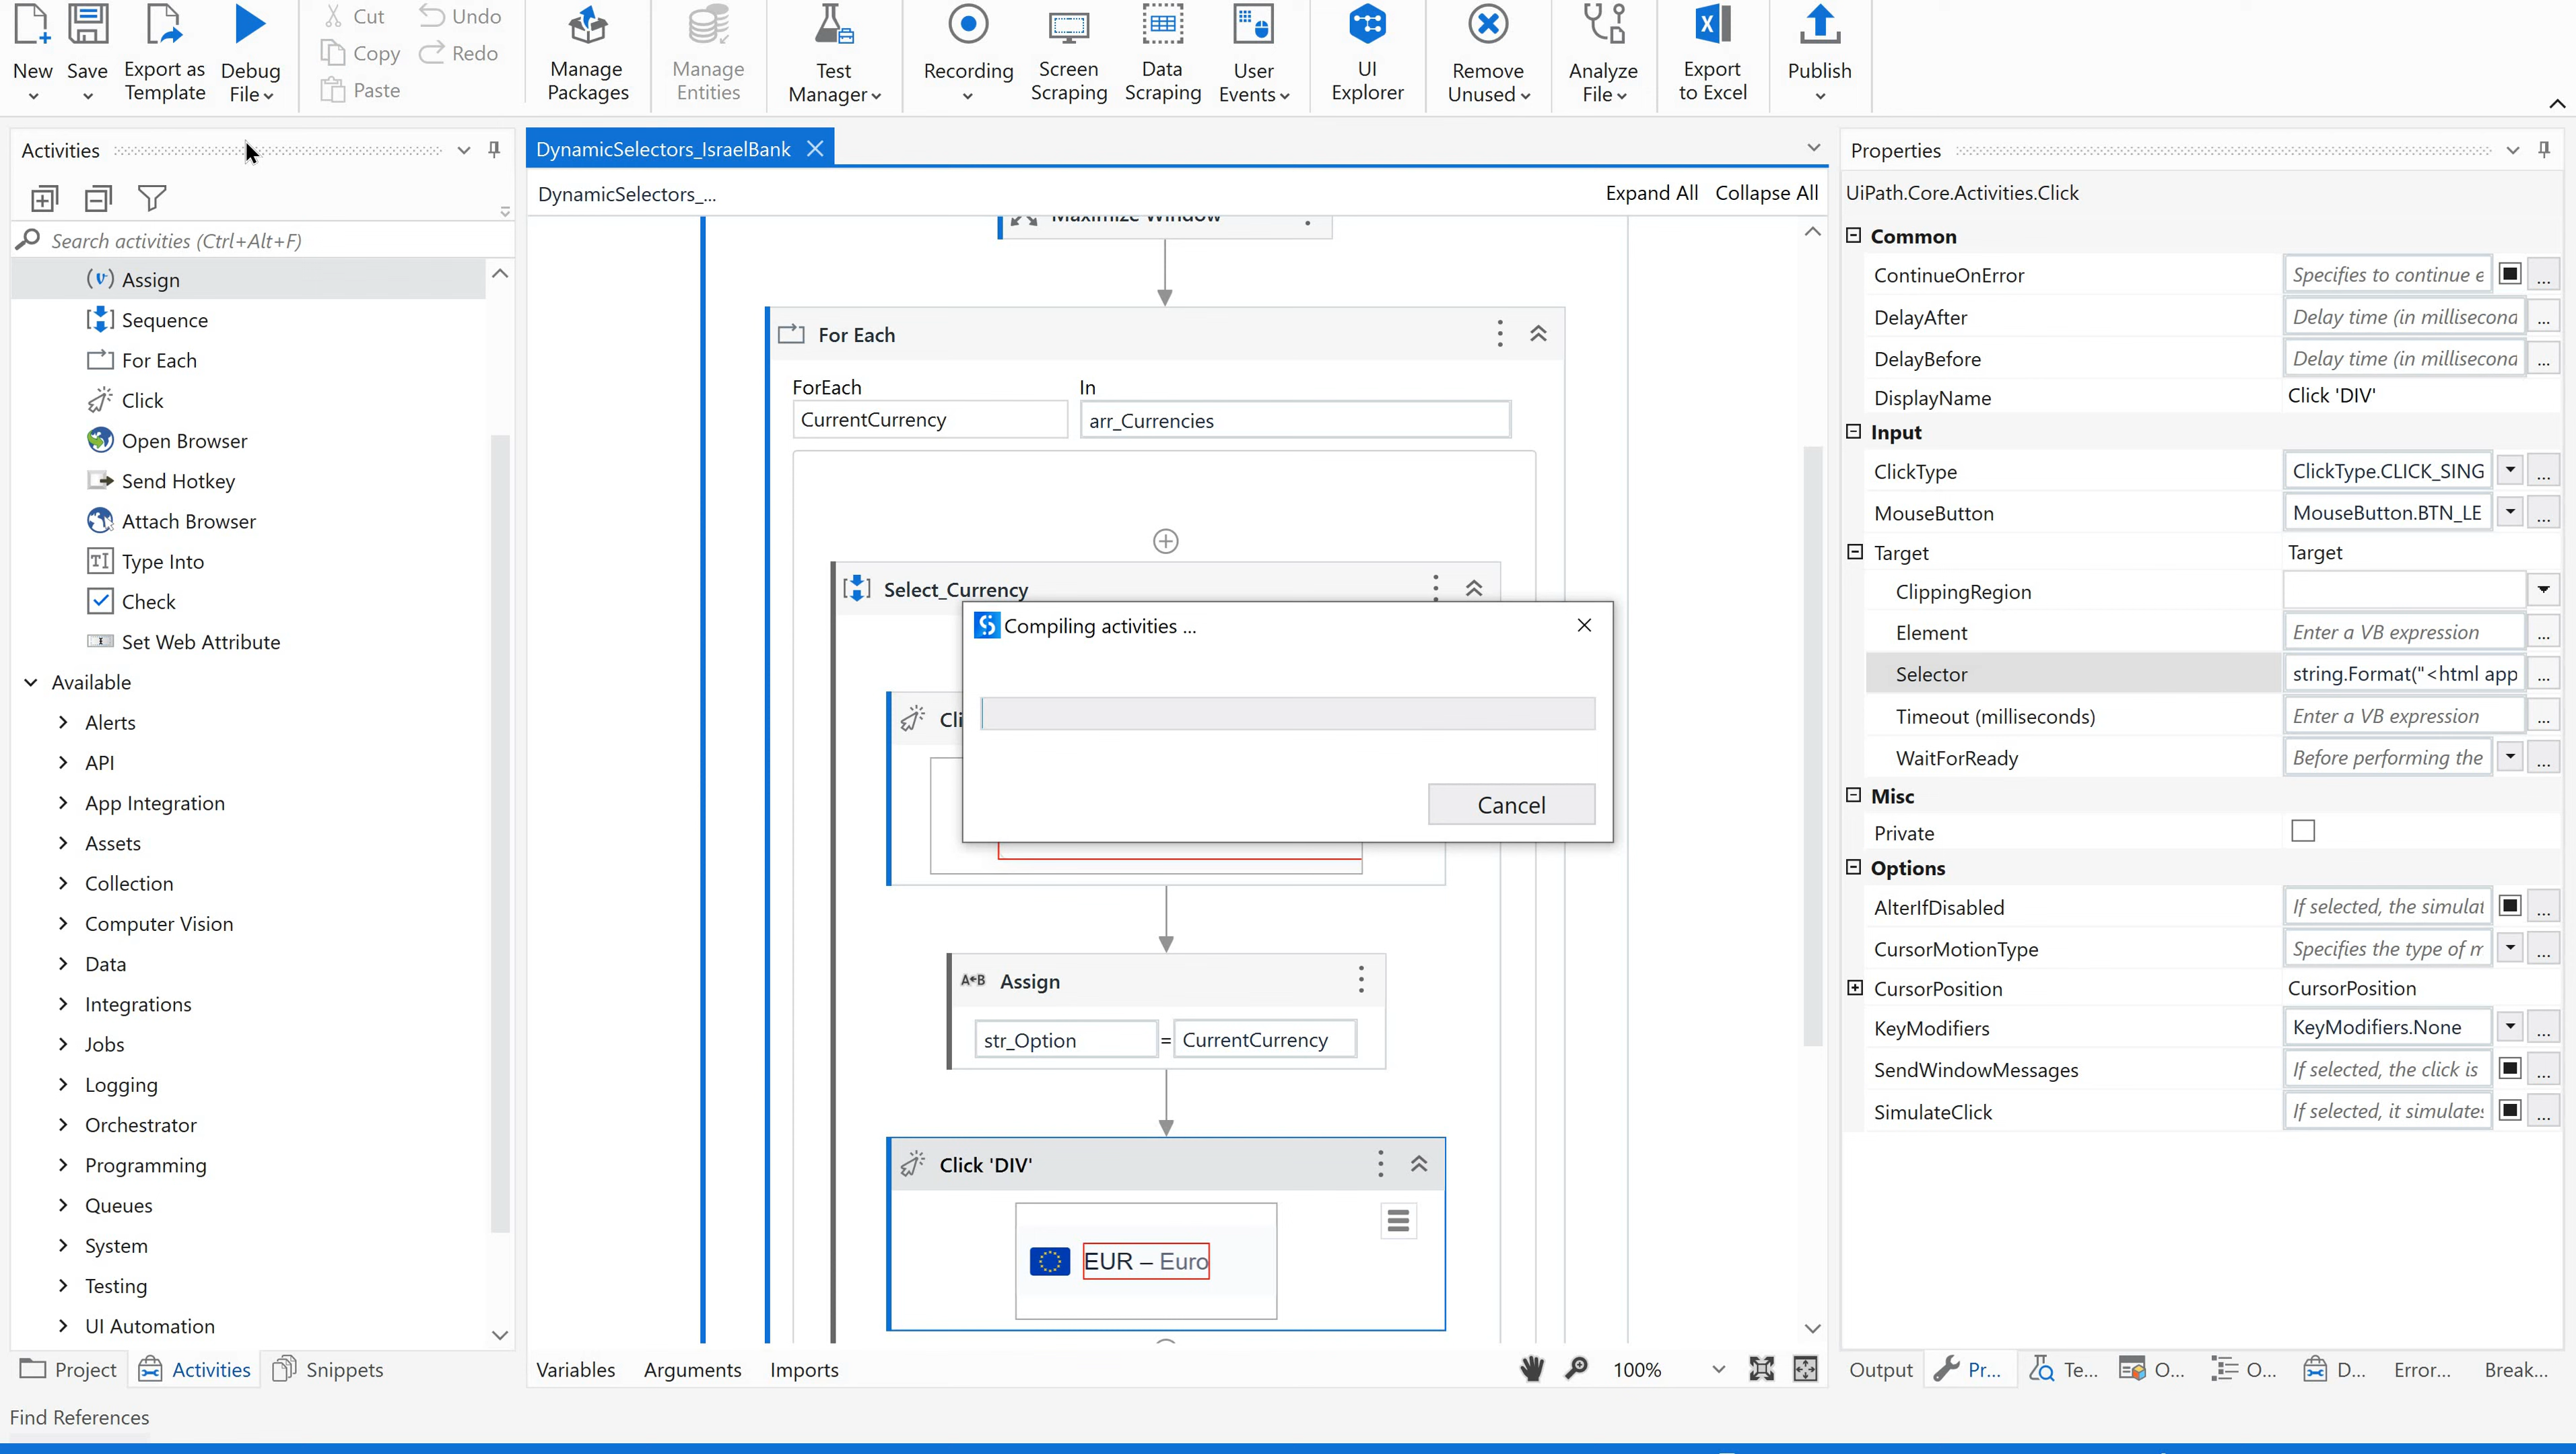 New
Save
Export as
Template
Debug
File
Cut
Copy
Paste
Undo
Redo
Manage
Packages
Manage
Entities
Test
Manager
Recording
Screen
Scraping
Data
Scraping
User
Events
UI
Explorer
Remove
Unused
Analyze
File
Export
to Excel
Publish
Activities
Search activities (Ctrl+Alt+F)
Assign
Sequence
For Each
Click
Open Browser
Send Hotkey
Attach Browser
Type Into
Check
Set Web Attribute
Available
Alerts
API
App Integration
Assets
Collection
Computer Vision
Data
Integrations
Jobs
Logging
Orchestrator
Programming
Queues
System
Testing
UI Automation
Project
Activities
Snippets
Find References
DynamicSelectors_IsraelBank
DynamicSelectors_...
Expand All Collapse All
Maximize Window
For Each
ForEach
In
CurrentCurrency
arr_Currencies
Select_Currency
Compiling activities ...
Cli
Cancel
A←B Assign
str_Option = CurrentCurrency
Click 'DIV'
EUR – Euro
Variables
Arguments
Imports
100%
Properties
UiPath.Core.Activities.Click
Common
ContinueOnError Specifies to continue e ...
DelayAfter Delay time (in millisecond ...
DelayBefore Delay time (in millisecond ...
DisplayName Click 'DIV'
Input
ClickType ClickType.CLICK_SING ...
MouseButton MouseButton.BTN_LE ...
Target Target
ClippingRegion
Element Enter a VB expression ...
Selector string.Format("<html app ...
Timeout (milliseconds) Enter a VB expression ...
WaitForReady Before performing the ...
Misc
Private
Options
AlterIfDisabled If selected, the simulat ...
CursorMotionType Specifies the type of m ...
CursorPosition CursorPosition
KeyModifiers KeyModifiers.None ...
SendWindowMessages If selected, the click is ...
SimulateClick If selected, it simulates ...
Output
Pr...
Te...
O...
O...
D...
Error...
Break...